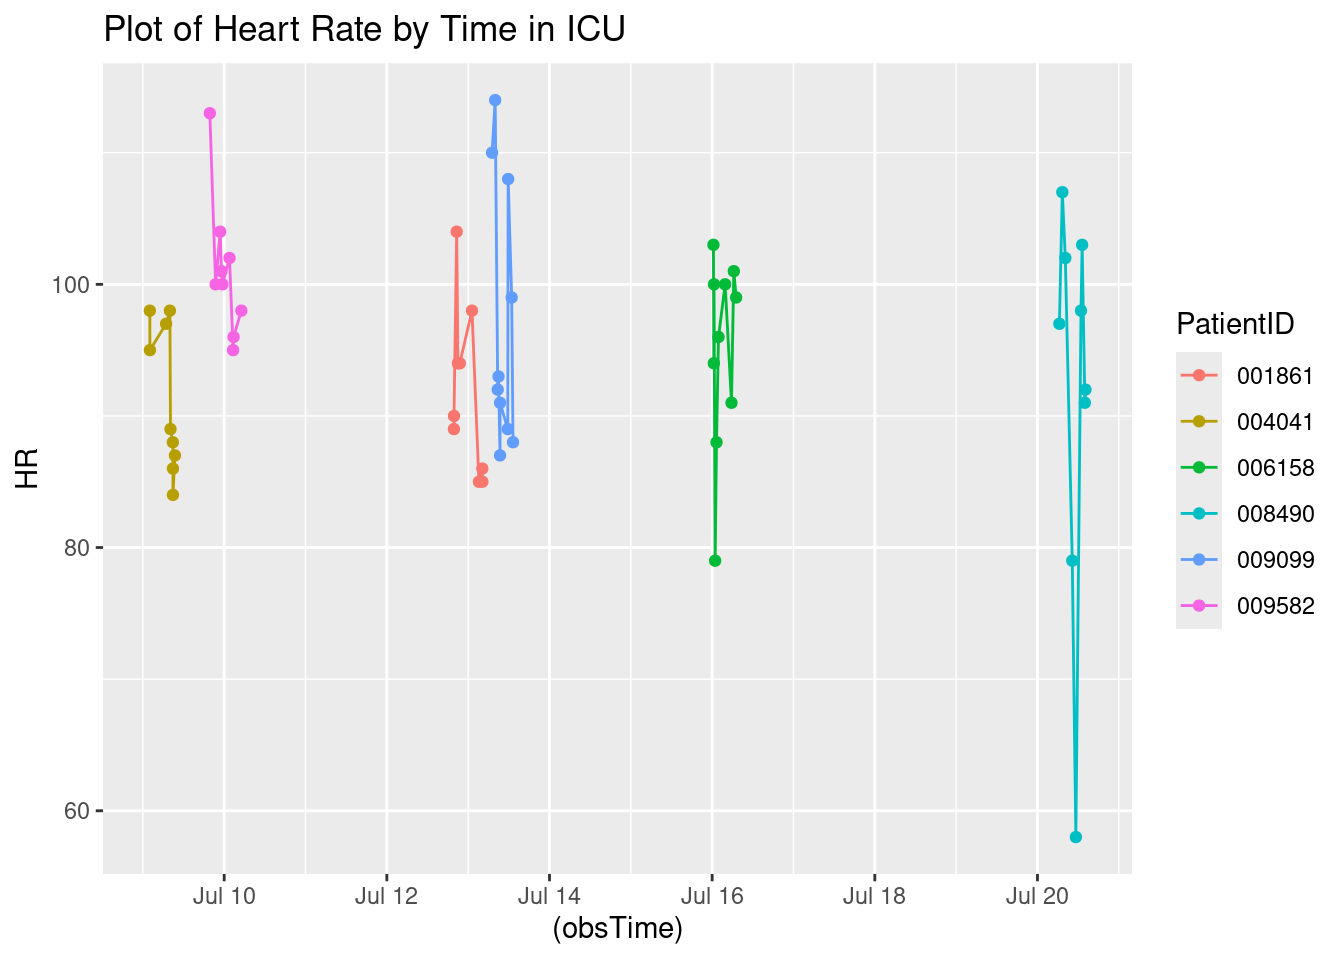 Plot of Heart Rate by Time in ICU
HR
100
80
60
Jul 10
Jul 12
Jul 14
Jul 16
Jul 18
Jul 20
(obsTime)
PatientID
001861
004041
006158
008490
009099
009582